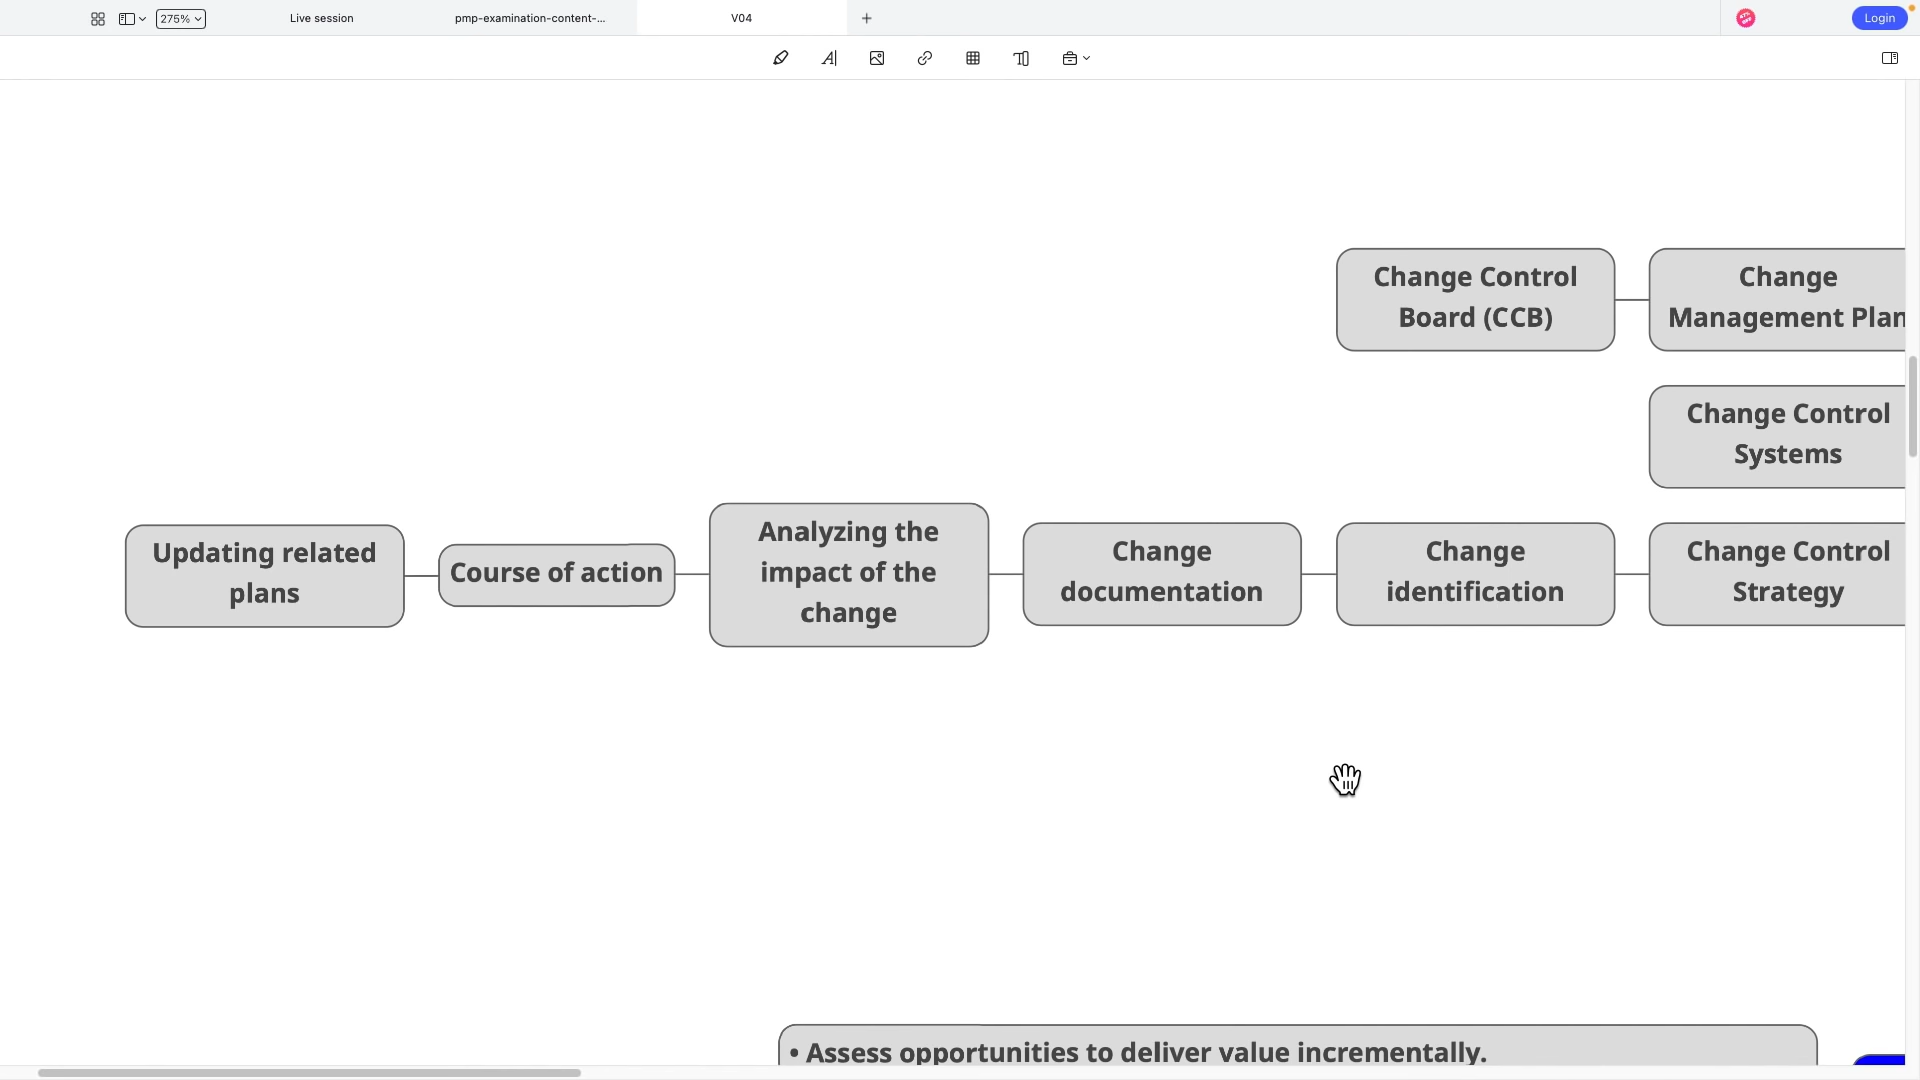 275%
Live session
pmp-examination-content-...
V04
Login
Change Control
Board (CCB)
Change
Management Plan
Change Control
Systems
Updating related
plans
Course of action
Analyzing the
impact of the
change
Change
documentation
Change
identification
Change Control
Strategy
• Assess opportunities to deliver value incrementally.